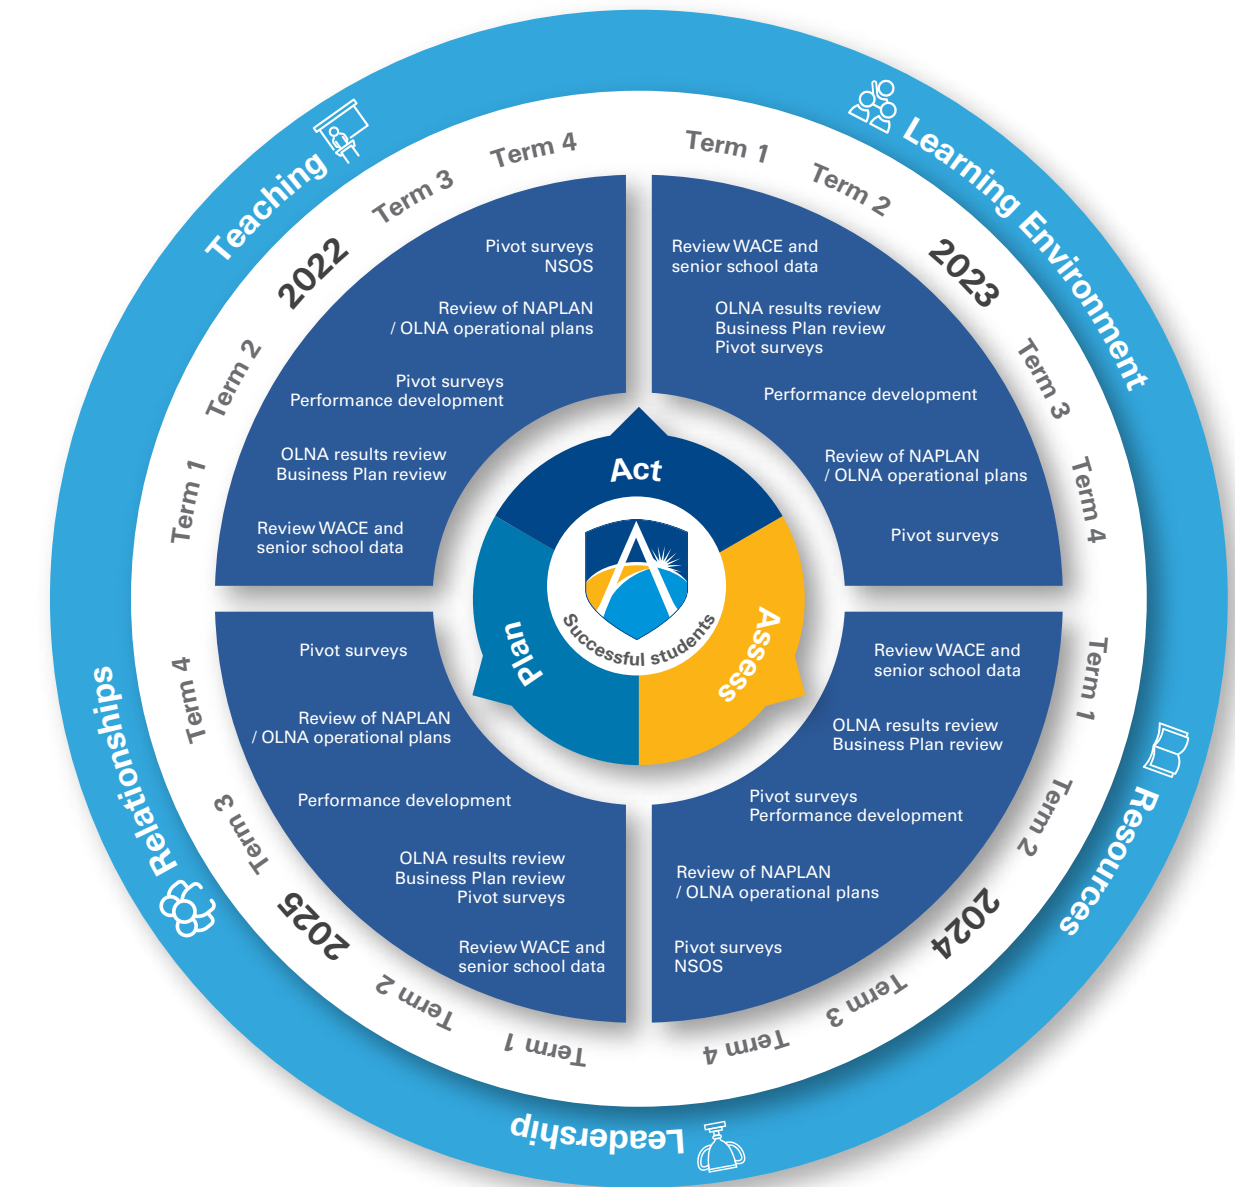 Teaching
Learning Environment
Resources
Leadership
Relationships
2022
Term 1
Term 2
Term 3
Term 4
Pivot surveys
NSOS
Review of NAPLAN
/ OLNA operational plans
Pivot surveys
Performance development
OLNA results review
Business Plan review
Review WACE and
senior school data
2023
Term 1
Term 2
Term 3
Term 4
Review WACE and
senior school data
OLNA results review
Business Plan review
Pivot surveys
Performance development
Review of NAPLAN
/ OLNA operational plans
Pivot surveys
2024
Term 1
Term 2
Term 3
Term 4
Review WACE and
senior school data
OLNA results review
Business Plan review
Pivot surveys
Performance development
Review of NAPLAN
/ OLNA operational plans
Pivot surveys
NSOS
2025
Term 1
Term 2
Term 3
Term 4
Pivot surveys
Review of NAPLAN
/ OLNA operational plans
Performance development
OLNA results review
Business Plan review
Pivot surveys
Review WACE and
senior school data
Act
Assess
Plan
Successful students